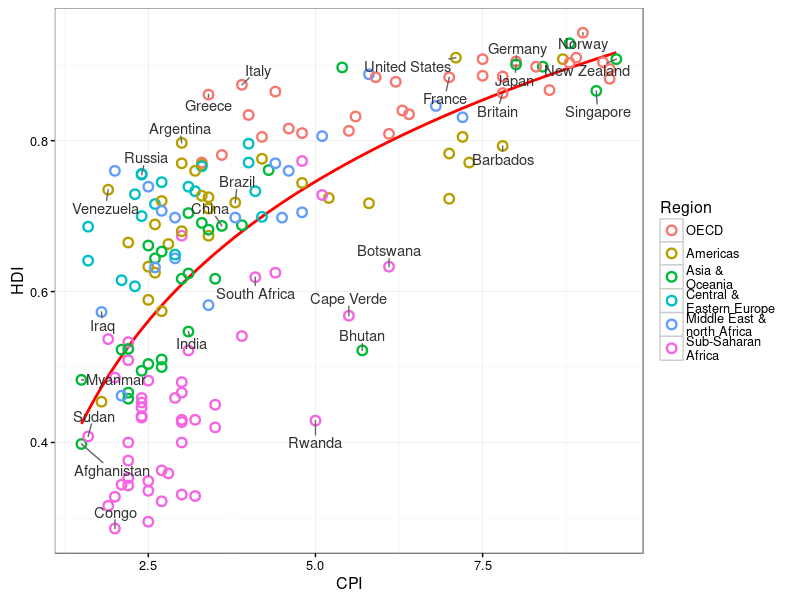 Norway
Germany
United States
New Zealand
Italy
Japan
France
Greece
Britain
Singapore
Argentina
0.8
Russia
Barbados
Brazil
Venezuela
China
Botswana
HDI
0.6
South Africa
Cape Verde
Iraq
Bhutan
India
Myanmar
Sudan
0.4
Rwanda
Afghanistan
Congo
2.5
5.0
7.5
CPI
Region
OECD
Americas
Asia &
Oceania
Central &
Eastern Europe
Middle East &
north Africa
Sub-Saharan
Africa